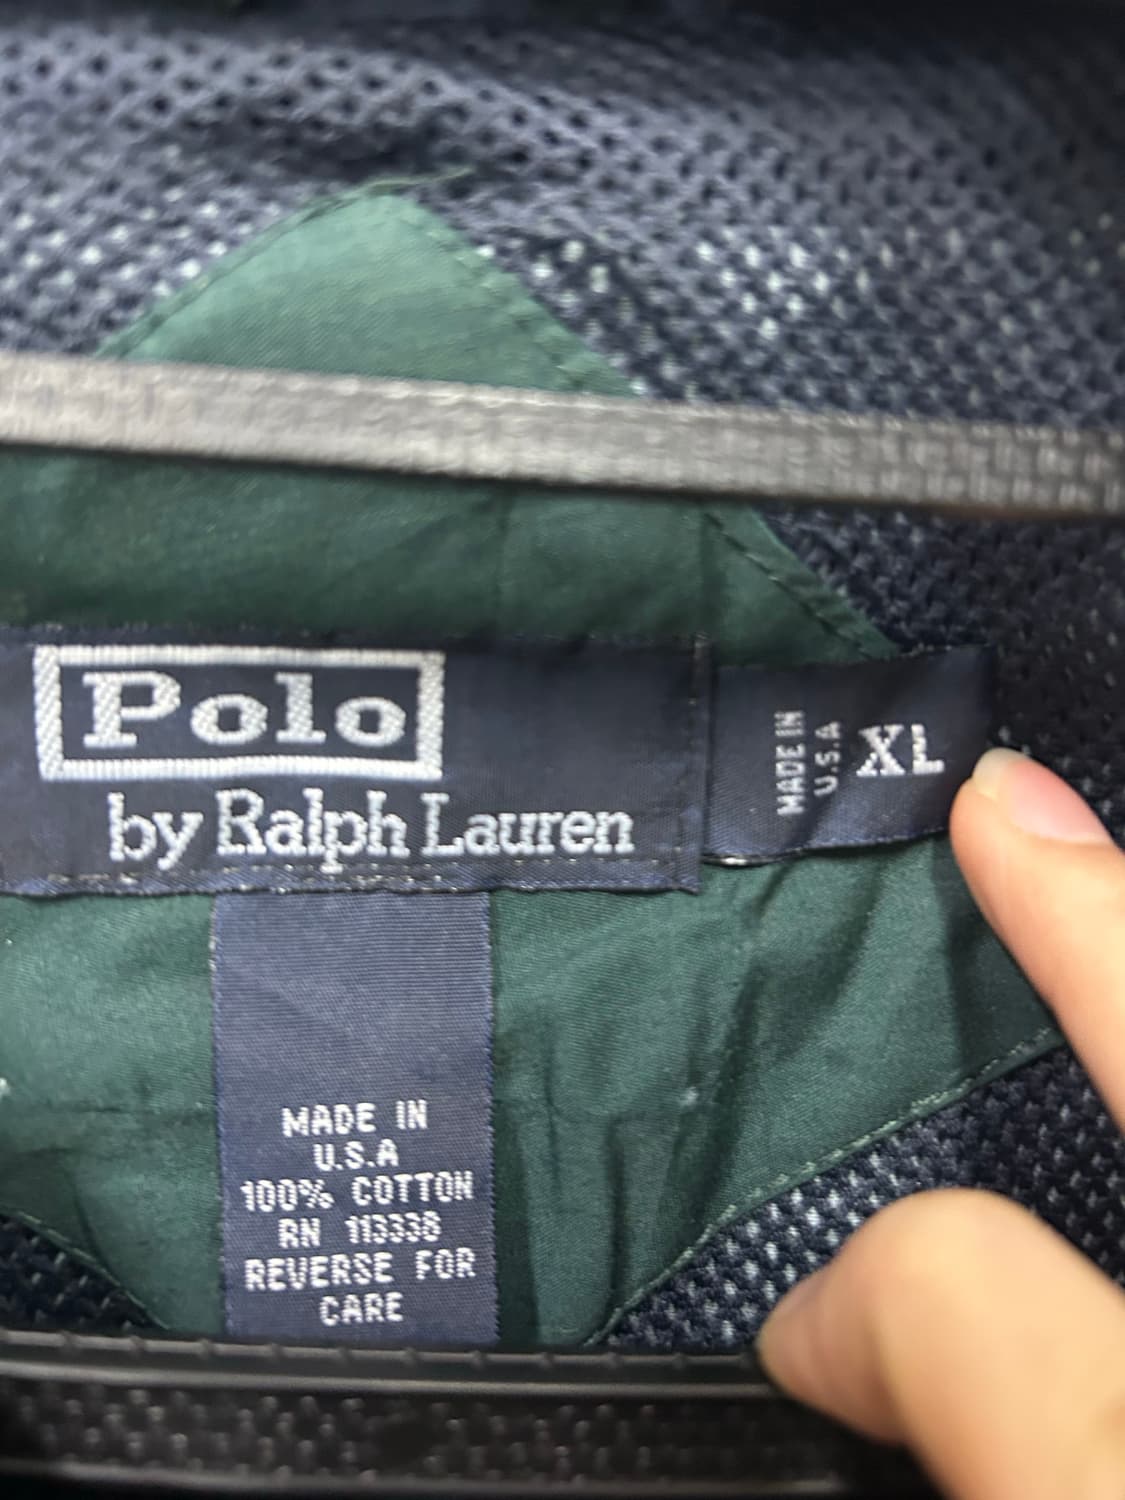 Polo
by Ralph Lauren
MADE IN
U.S.A
XL
MADE IN
U.S.A
100% COTTON
RN 113338
REVERSE FOR
CARE